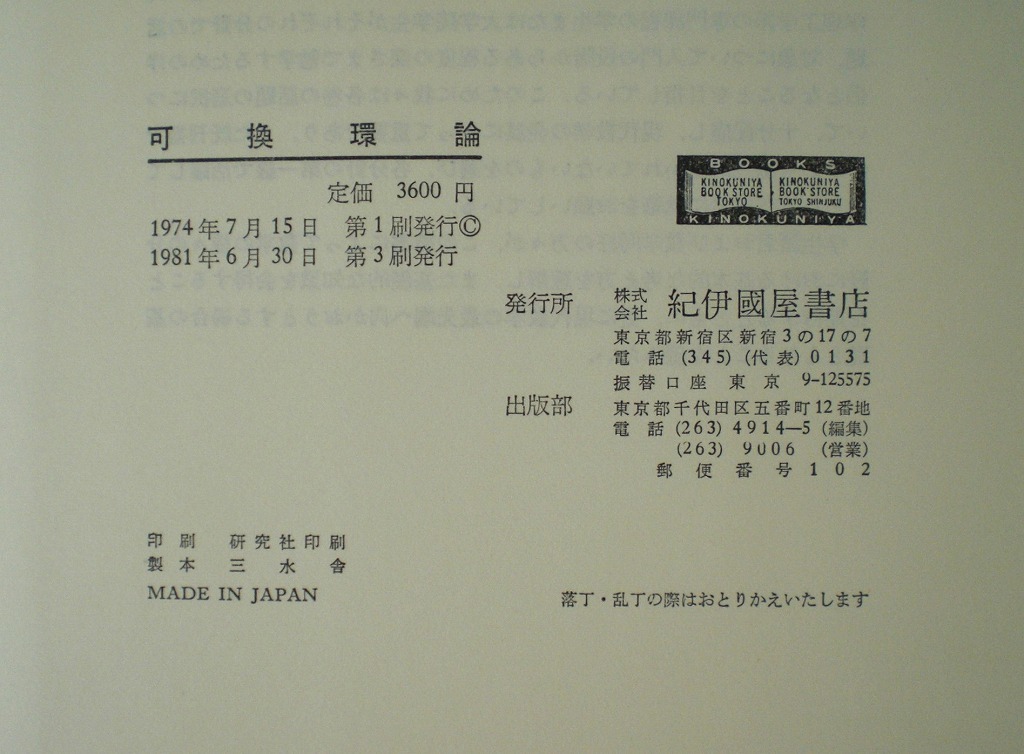 可換環論
定価 3600 円
1974年7月15日 第1刷発行©
1981年6月30日 第3刷発行
BOOKS
KINOKUNIYA BOOK STORE TOKYO
KINOKUNIYA BOOK STORE TOKYO SHINJUKU
KINOKUNIYA
発行所 株式会社 紀伊國屋書店
東京都新宿区新宿3の17の7
電話 (345) (代表) 0131
振替口座 東京 9-125575
出版部 東京都千代田区五番町12番地
電話 (263) 4914—5 (編集)
(263) 9006 (営業)
郵便番号 102
印刷 研究社印刷
製本 三水舎
MADE IN JAPAN
落丁・乱丁の際はおとりかえいたします